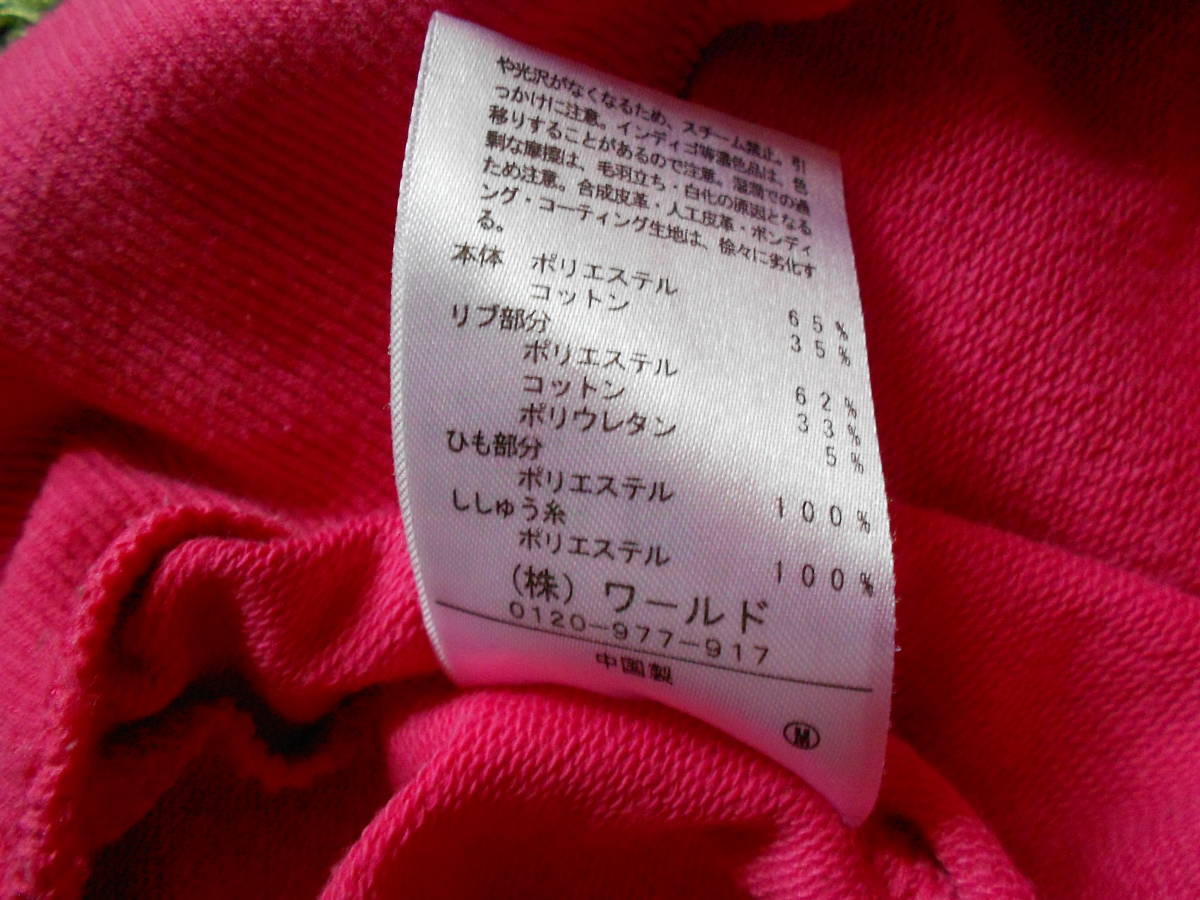 や光沢がなくなるため、スチーム禁止。引
つかけに注意。インディゴ等濃色品は、色
移りすることがあるので注意。湿潤での過
剰な摩擦は、毛羽立ち・白化の原因となる
ため注意。合成皮革・人工皮革・ボンディ
ング・コーティング生地は、徐々に劣化す
る。
本体 ポリエステル 65%
コットン 35%
リブ部分
ポリエステル 62%
コットン 33%
ポリウレタン 5%
ひも部分
ポリエステル 100%
ししゅう糸
ポリエステル 100%
(株)ワールド
0120-977-917
中国製
Ⓜ